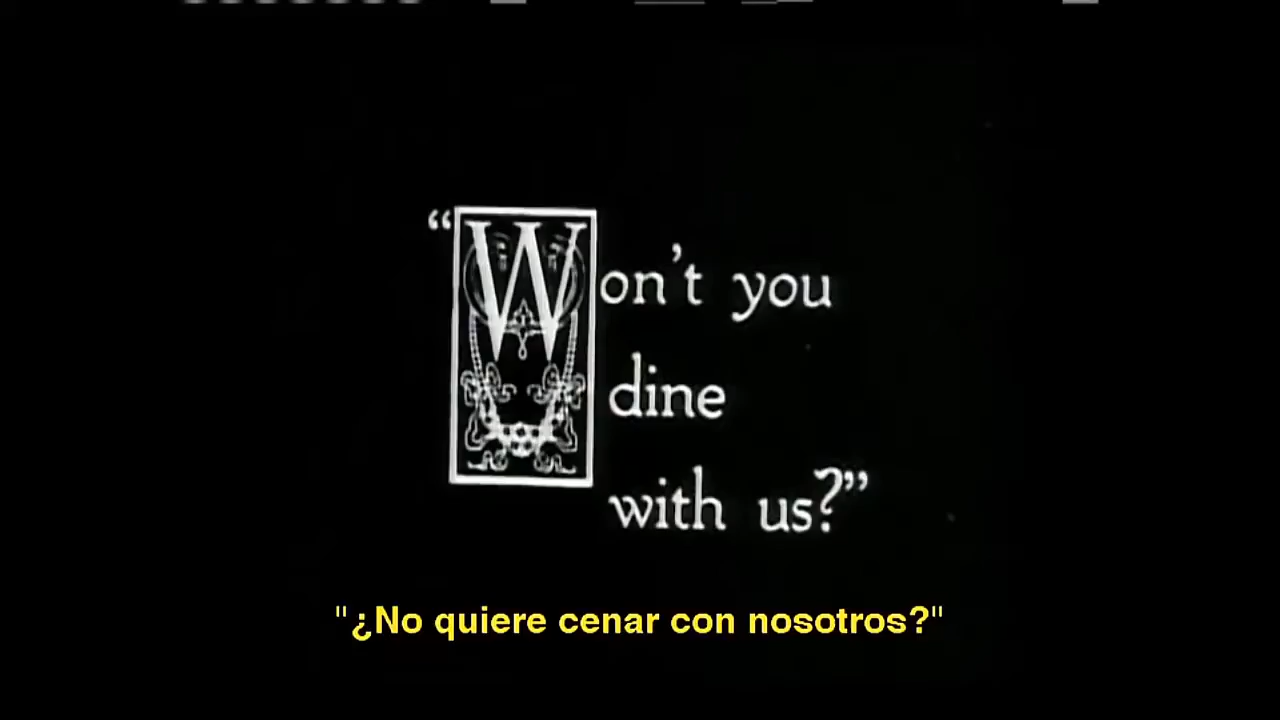 “Won't you
dine
with us?”
"¿No quiere cenar con nosotros?"